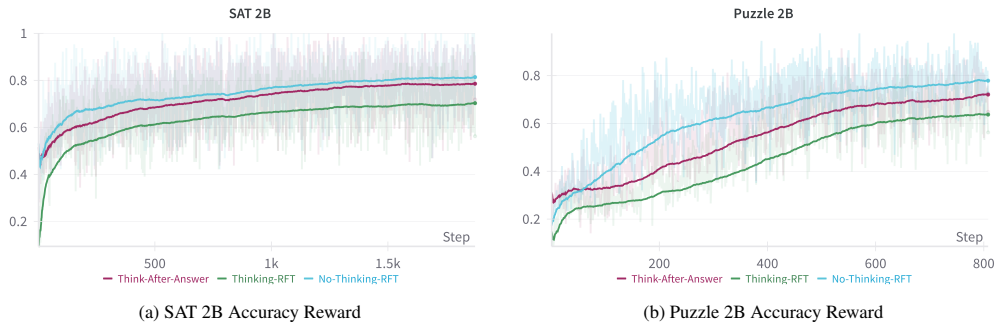 SAT 2B
1
0.8
0.6
0.4
0.2
Step
500
1k
1.5k
Think-After-Answer
Thinking-RFT
No-Thinking-RFT
(a) SAT 2B Accuracy Reward
Puzzle 2B
0.8
0.6
0.4
0.2
Step
200
400
600
800
Think-After-Answer
Thinking-RFT
No-Thinking-RFT
(b) Puzzle 2B Accuracy Reward